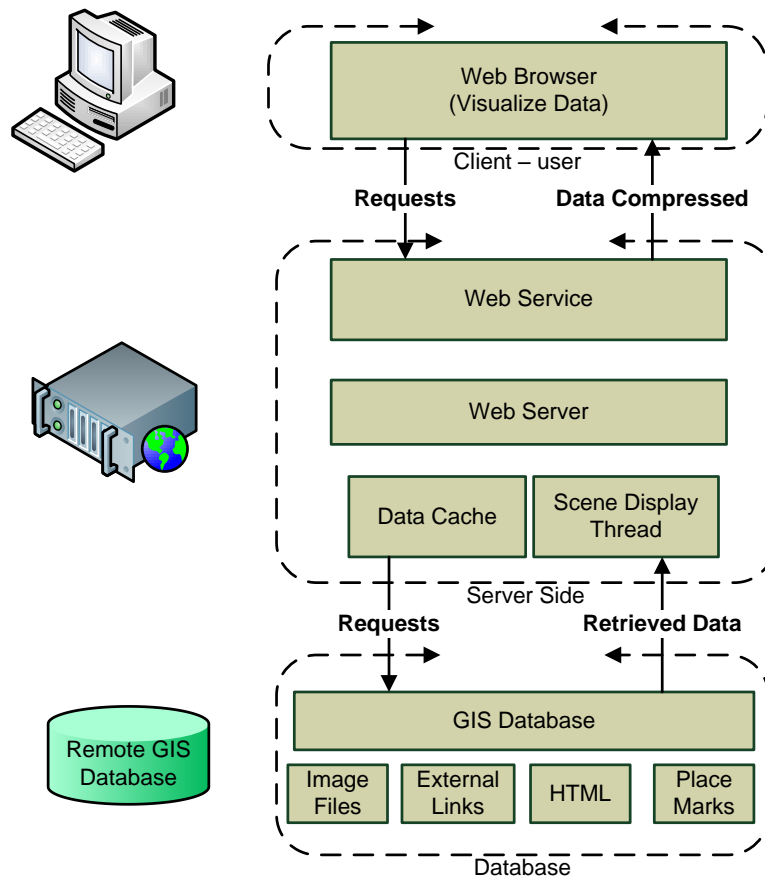 Web Browser
(Visualize Data)
Client – user
Requests
Data Compressed
Web Service
Web Server
Data Cache
Scene Display
Thread
Server Side
Requests
Retrieved Data
GIS Database
Remote GIS
Database
Image
Files
External
Links
HTML
Place
Marks
Database